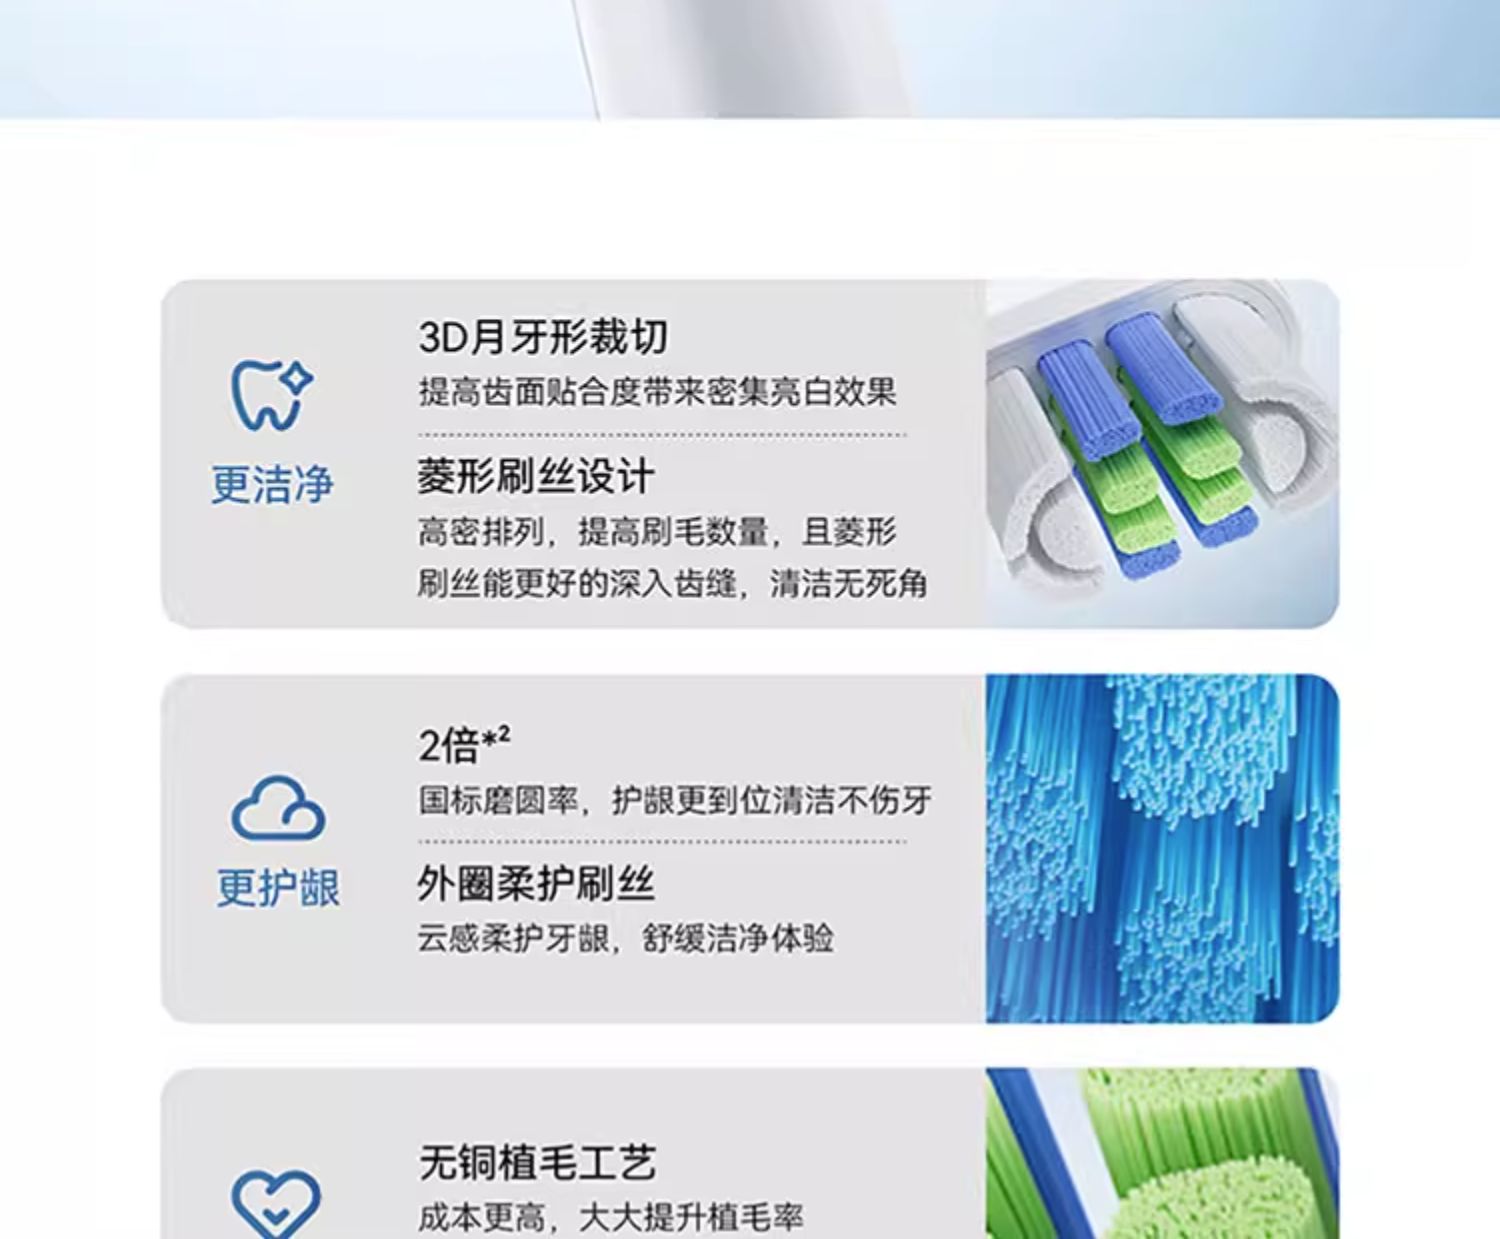 3D月牙形裁切
提高齿面贴合度带来密集亮白效果
更洁净
菱形刷丝设计
高密排列，提高刷毛数量，且菱形
刷丝能更好的深入齿缝，清洁无死角
2倍*²
国标磨圆率，护龈更到位清洁不伤牙
更护龈
外圈柔护刷丝
云感柔护牙龈，舒缓洁净体验
无铜植毛工艺
成本更高，大大提升植毛率